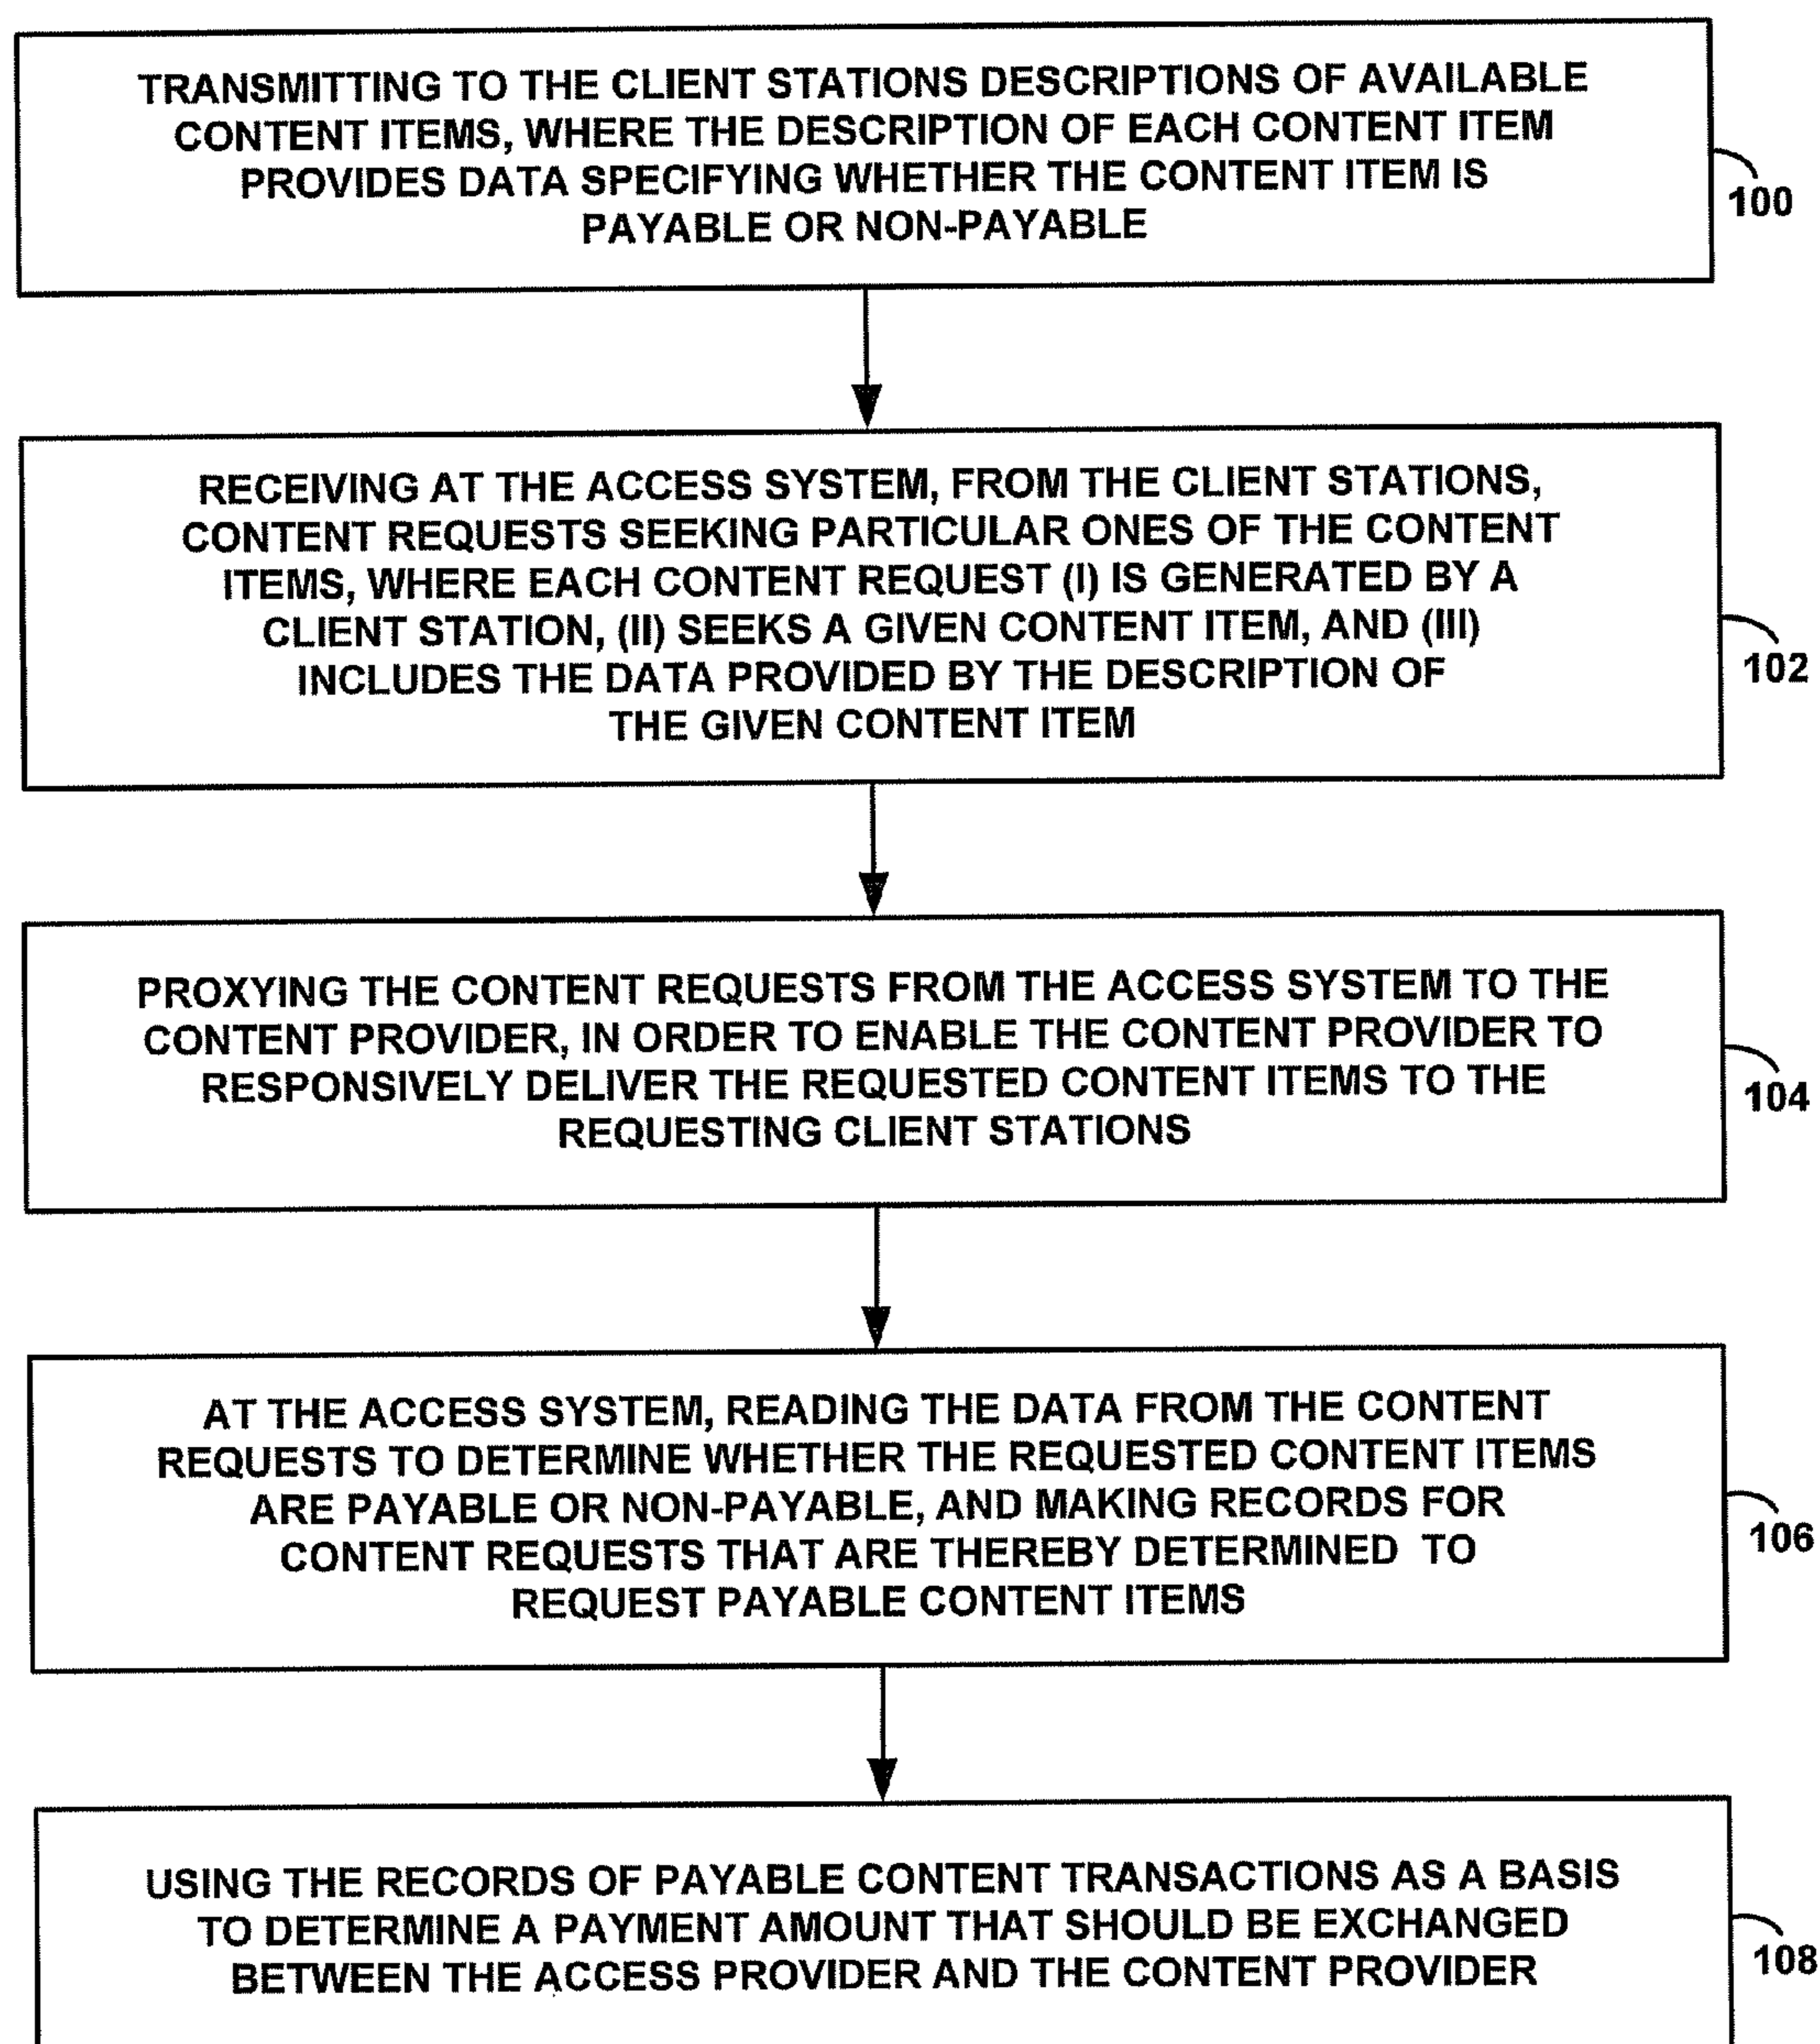 TRANSMITTING TO THE CLIENT STATIONS DESCRIPTIONS OF AVAILABLE
CONTENT ITEMS, WHERE THE DESCRIPTION OF EACH CONTENT ITEM
PROVIDES DATA SPECIFYING WHETHER THE CONTENT ITEM IS
PAYABLE OR NON-PAYABLE
100
RECEIVING AT THE ACCESS SYSTEM, FROM THE CLIENT STATIONS,
CONTENT REQUESTS SEEKING PARTICULAR ONES OF THE CONTENT
ITEMS, WHERE EACH CONTENT REQUEST (I) IS GENERATED BY A
CLIENT STATION, (II) SEEKS A GIVEN CONTENT ITEM, AND (III)
INCLUDES THE DATA PROVIDED BY THE DESCRIPTION OF
THE GIVEN CONTENT ITEM
102
PROXYING THE CONTENT REQUESTS FROM THE ACCESS SYSTEM TO THE
CONTENT PROVIDER, IN ORDER TO ENABLE THE CONTENT PROVIDER TO
RESPONSIVELY DELIVER THE REQUESTED CONTENT ITEMS TO THE
REQUESTING CLIENT STATIONS
104
AT THE ACCESS SYSTEM, READING THE DATA FROM THE CONTENT
REQUESTS TO DETERMINE WHETHER THE REQUESTED CONTENT ITEMS
ARE PAYABLE OR NON-PAYABLE, AND MAKING RECORDS FOR
CONTENT REQUESTS THAT ARE THEREBY DETERMINED TO
REQUEST PAYABLE CONTENT ITEMS
106
USING THE RECORDS OF PAYABLE CONTENT TRANSACTIONS AS A BASIS
TO DETERMINE A PAYMENT AMOUNT THAT SHOULD BE EXCHANGED
BETWEEN THE ACCESS PROVIDER AND THE CONTENT PROVIDER
108